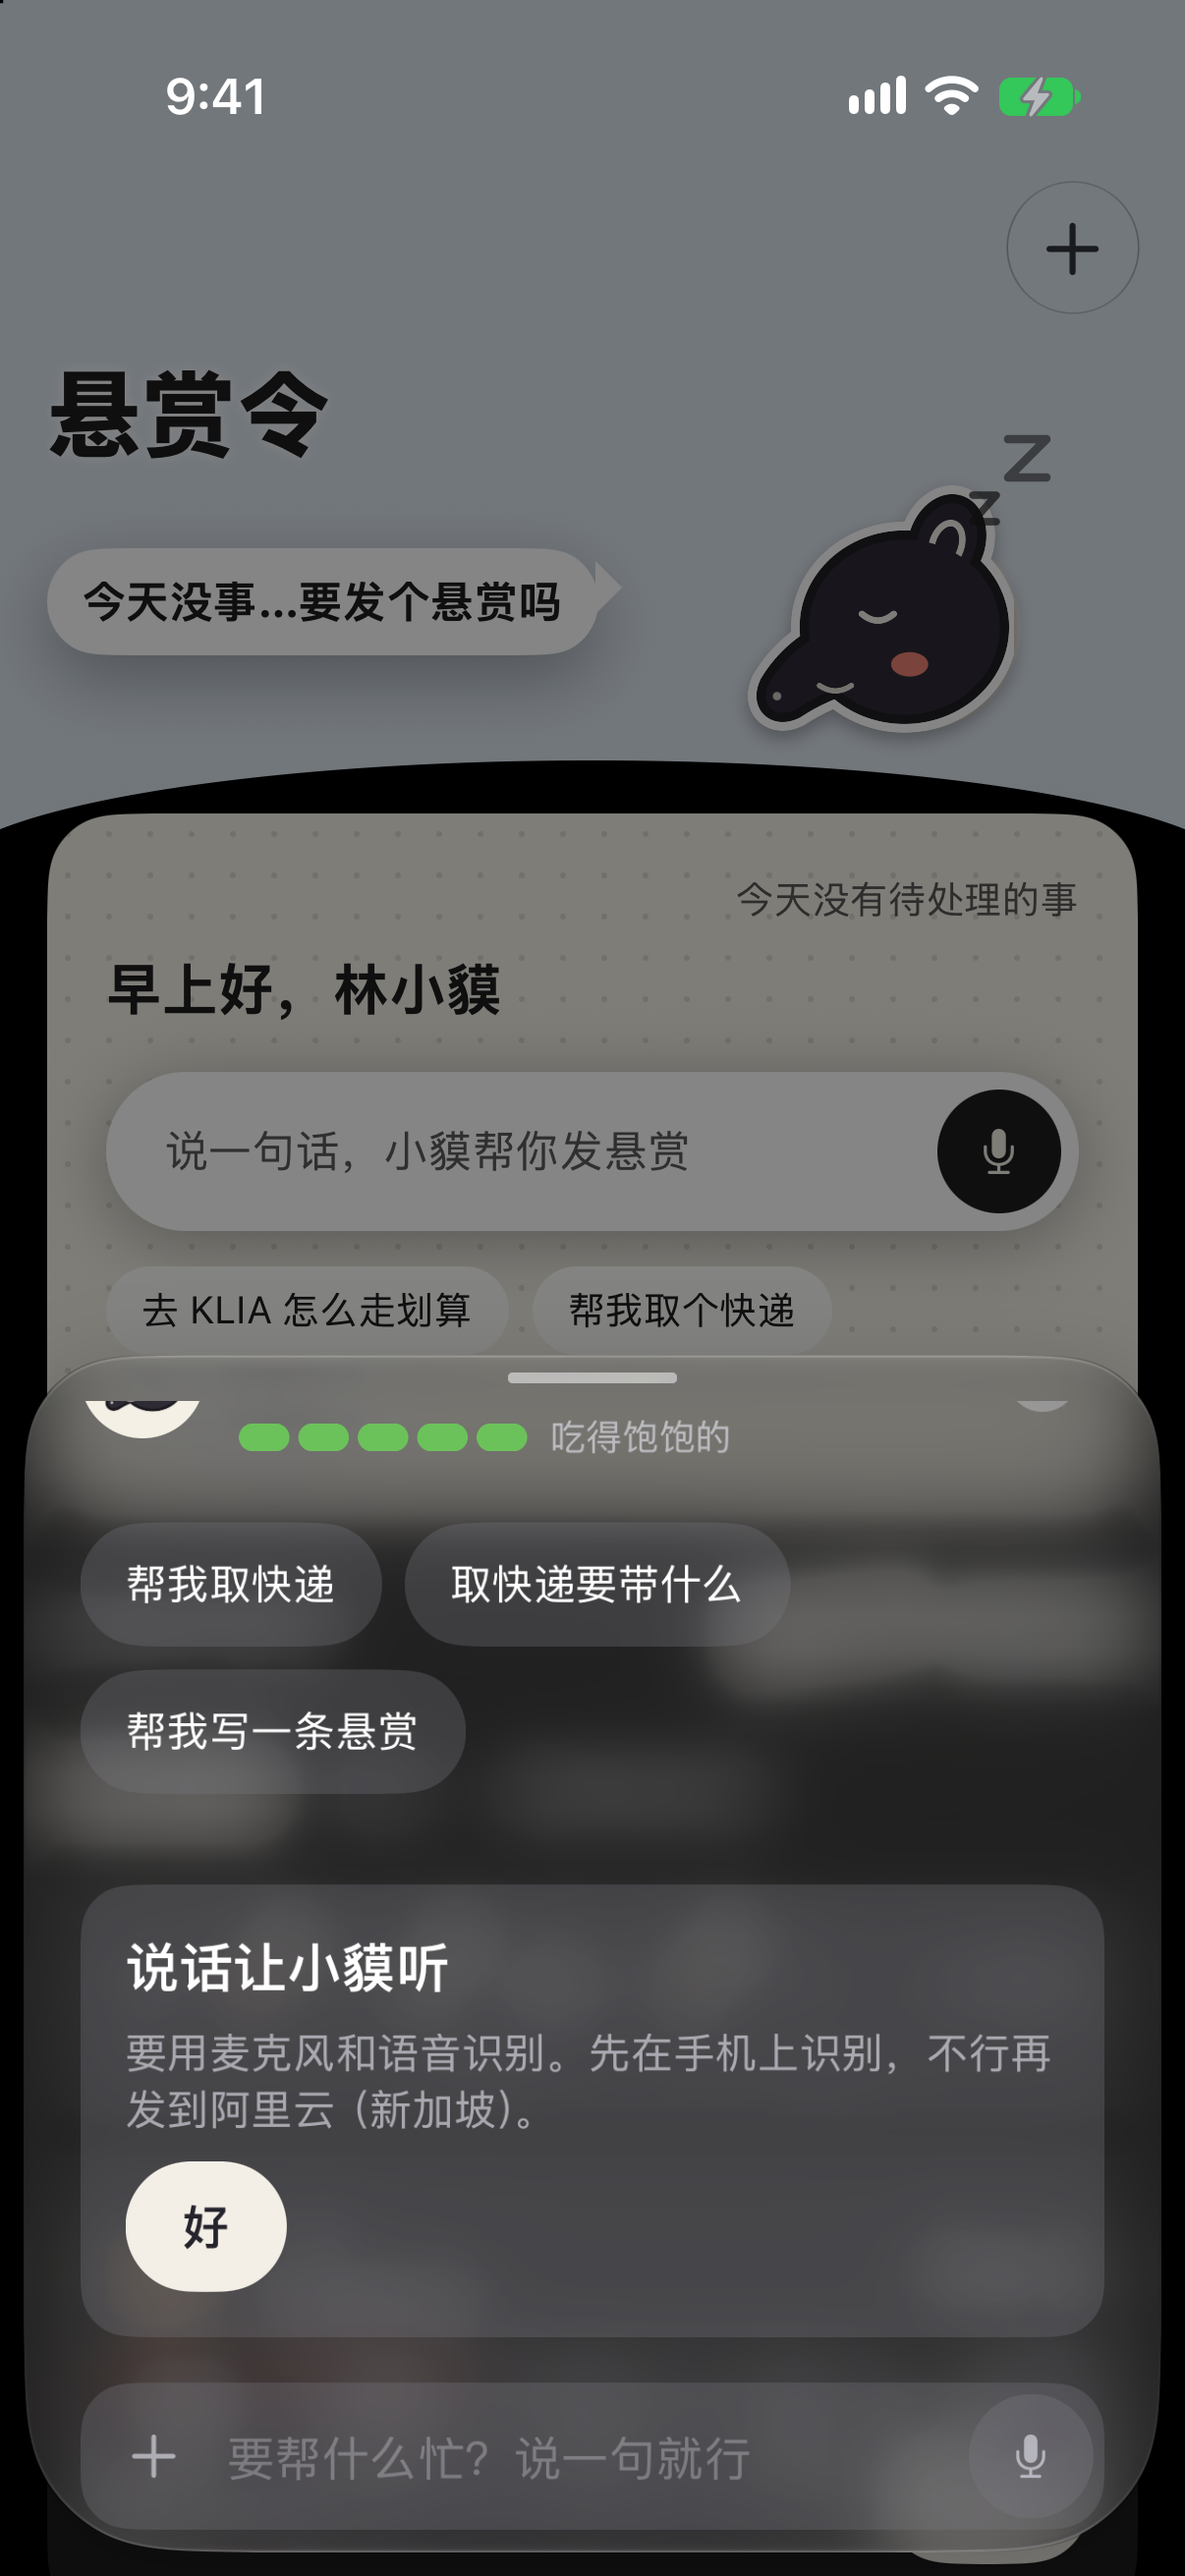 9:41
悬赏令
z
z
今天没事...要发个悬赏吗
今天没有待处理的事
早上好，林小貘
说一句话，小貘帮你发悬赏
去 KLIA 怎么走划算
帮我取个快递
吃得饱饱的
帮我取快递
取快递要带什么
帮我写一条悬赏
说话让小貘听
要用麦克风和语音识别。先在手机上识别，不行再
发到阿里云（新加坡）。
好
要帮什么忙？说一句就行